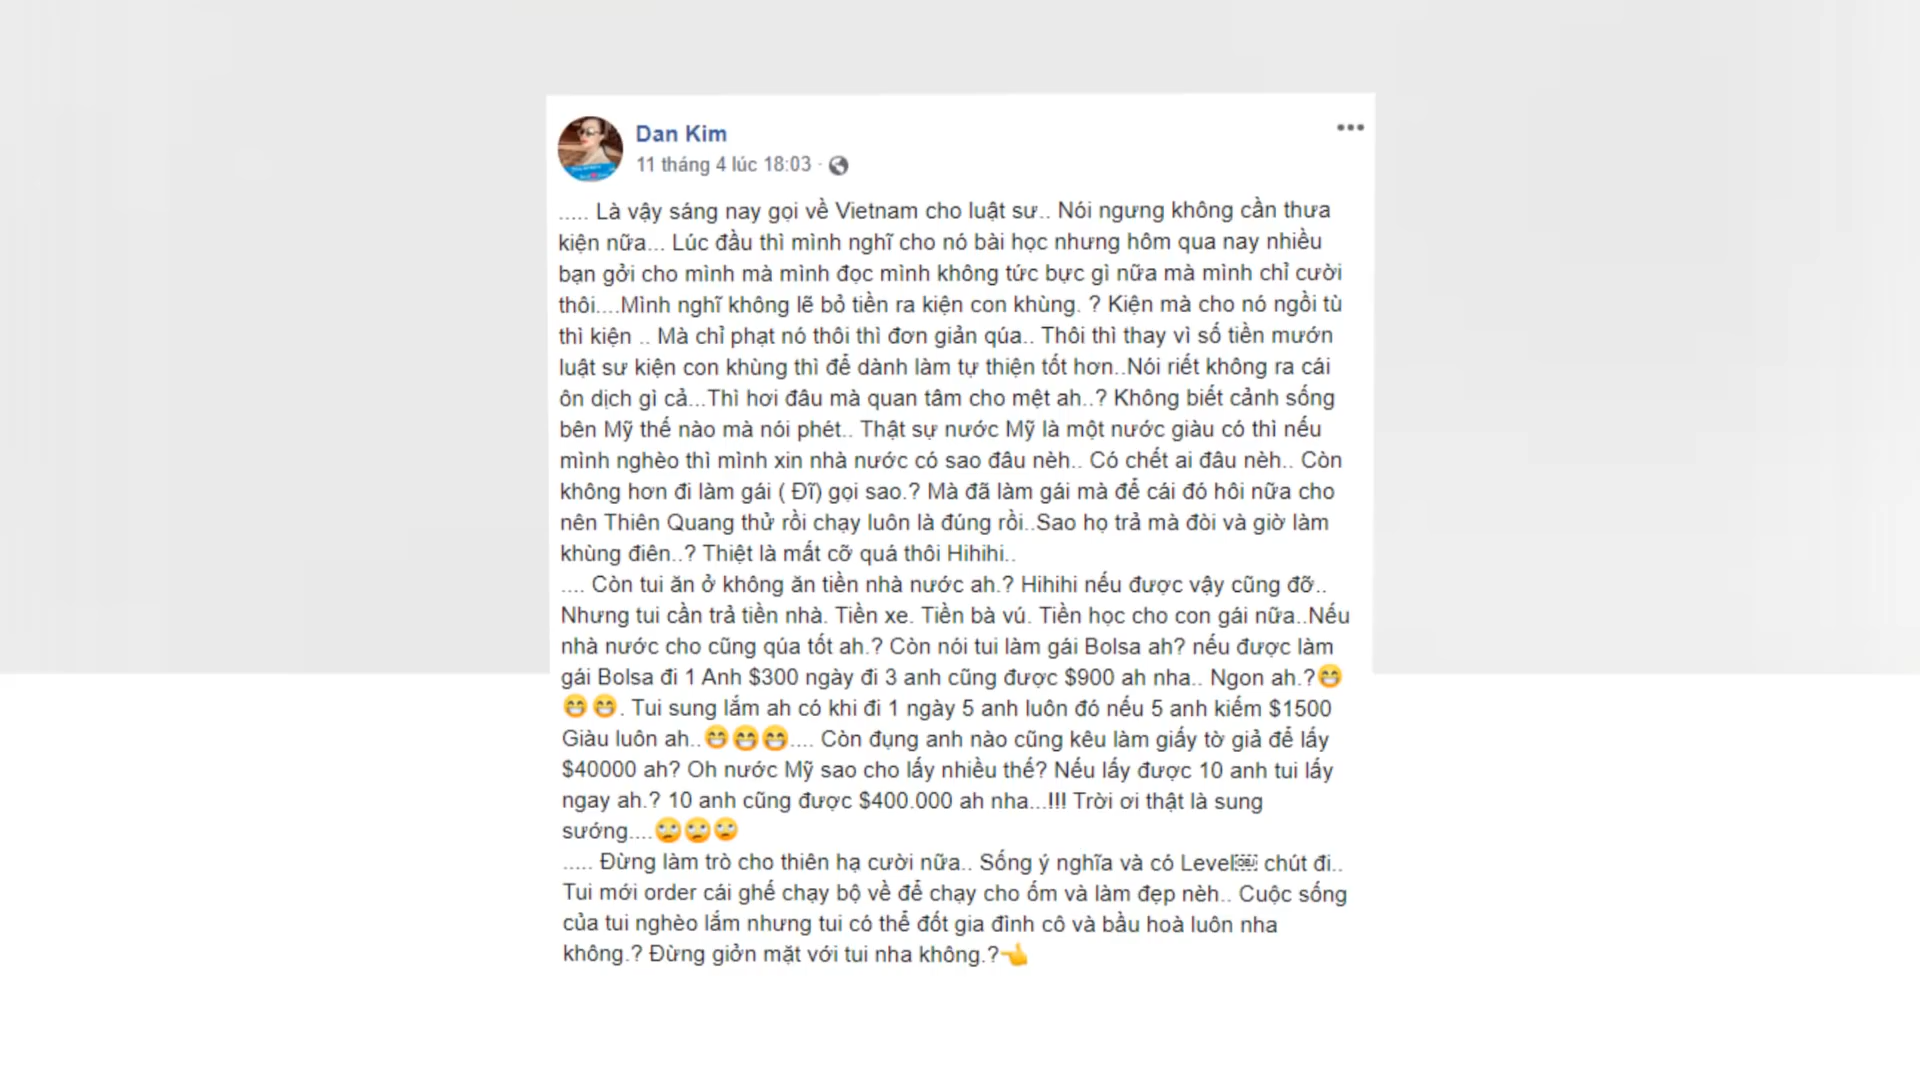 Dan Kim
11 tháng 4 lúc 18:03 ·
..... Là vậy sáng nay gọi về Vietnam cho luật sư.. Nói ngưng không cần thưa
kiện nữa... Lúc đầu thì mình nghĩ cho nó bài học nhưng hôm qua nay nhiều
bạn gởi cho mình mà mình đọc mình không tức bực gì nữa mà mình chỉ cười
thôi....Mình nghĩ không lẽ bỏ tiền ra kiện con khùng. ? Kiện mà cho nó ngồi tù
thì kiện .. Mà chỉ phạt nó thôi thì đơn giản qúa.. Thôi thì thay vì số tiền mướn
luật sư kiện con khùng thì để dành làm tự thiện tốt hơn..Nói riết không ra cái
ôn dịch gì cả...Thì hơi đâu mà quan tâm cho mệt ah..? Không biết cảnh sống
bên Mỹ thế nào mà nói phét.. Thật sự nước Mỹ là một nước giàu có thì nếu
mình nghèo thì mình xin nhà nước có sao đâu nèh.. Có chết ai đâu nèh.. Còn
không hơn đi làm gái ( Đĩ) gọi sao.? Mà đã làm gái mà để cái đó hôi nữa cho
nên Thiên Quang thử rồi chạy luôn là đúng rồi..Sao họ trả mà đòi và giờ làm
khùng điên..? Thiệt là mất cỡ quá thôi Hihihi..
.... Còn tui ăn ở không ăn tiền nhà nước ah.? Hihihi nếu được vậy cũng đỡ..
Nhưng tui cần trả tiền nhà. Tiền xe. Tiền bà vú. Tiền học cho con gái nữa..Nếu
nhà nước cho cũng qúa tốt ah.? Còn nói tui làm gái Bolsa ah? nếu được làm
gái Bolsa đi 1 Anh $300 ngày đi 3 anh cũng được $900 ah nha.. Ngon ah.?😁
😁😁. Tui sung lắm ah có khi đi 1 ngày 5 anh luôn đó nếu 5 anh kiếm $1500
Giàu luôn ah..😁😁😁.... Còn đụng anh nào cũng kêu làm giấy tờ giả để lấy
$40000 ah? Oh nước Mỹ sao cho lấy nhiều thế? Nếu lấy được 10 anh tui lấy
ngay ah.? 10 anh cũng được $400.000 ah nha...!!! Trời ơi thật là sung
sướng....🙄🙄🙄
..... Đừng làm trò cho thiên hạ cười nữa.. Sống ý nghĩa và có Level￼ chút đi..
Tui mới order cái ghế chạy bộ về để chạy cho ốm và làm đẹp nèh.. Cuộc sống
của tui nghèo lắm nhưng tui có thể đốt gia đình cô và bầu hoà luôn nha
không.? Đừng giởn mặt với tui nha không.?👈